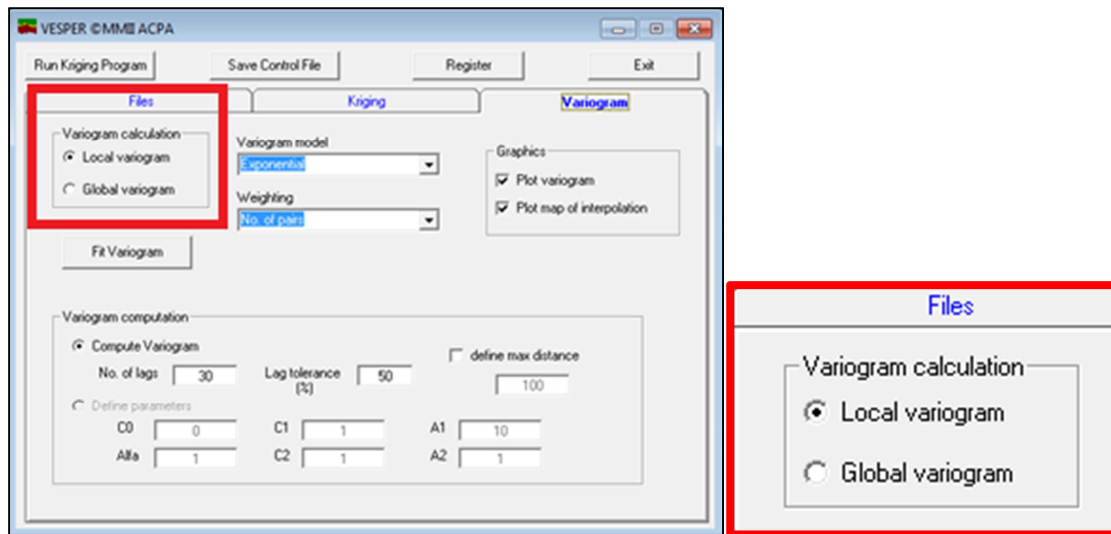 VESPER ©MMII ACPA
Run Kriging Program Save Control File Register Exit
Files Kriging Variogram
Variogram calculation
Local variogram
Global variogram
Variogram model
Exponential
Weighting
No. of pairs
Graphics
Plot variogram
Plot map of interpolation
Fit Variogram
Variogram computation
Compute Variogram
No. of lags 30 Lag tolerance (%) 50
define max distance
100
Define parameters
C0 0 C1 1 A1 10
Alfa 1 C2 1 A2 1
Files
Variogram calculation
Local variogram
Global variogram